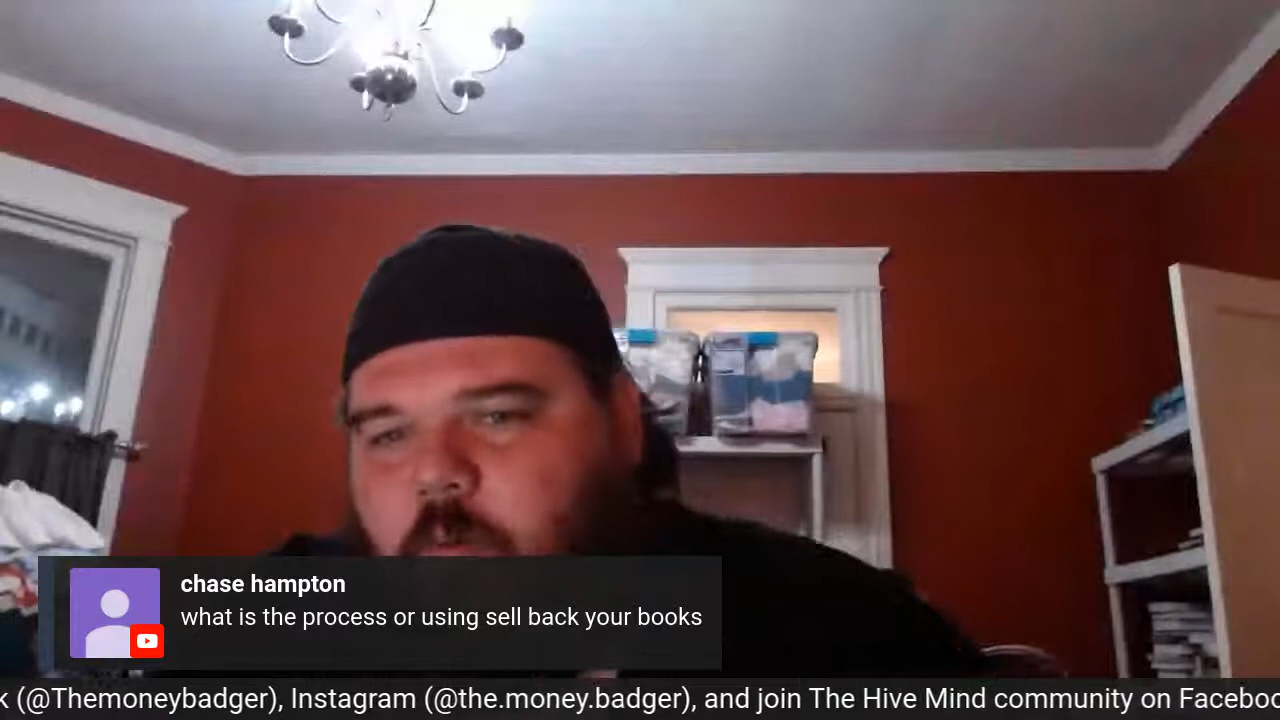 chase hampton
what is the process or using sell back your books
k (@Themoneybadger), Instagram (@the.money.badger), and join The Hive Mind community on Faceboo